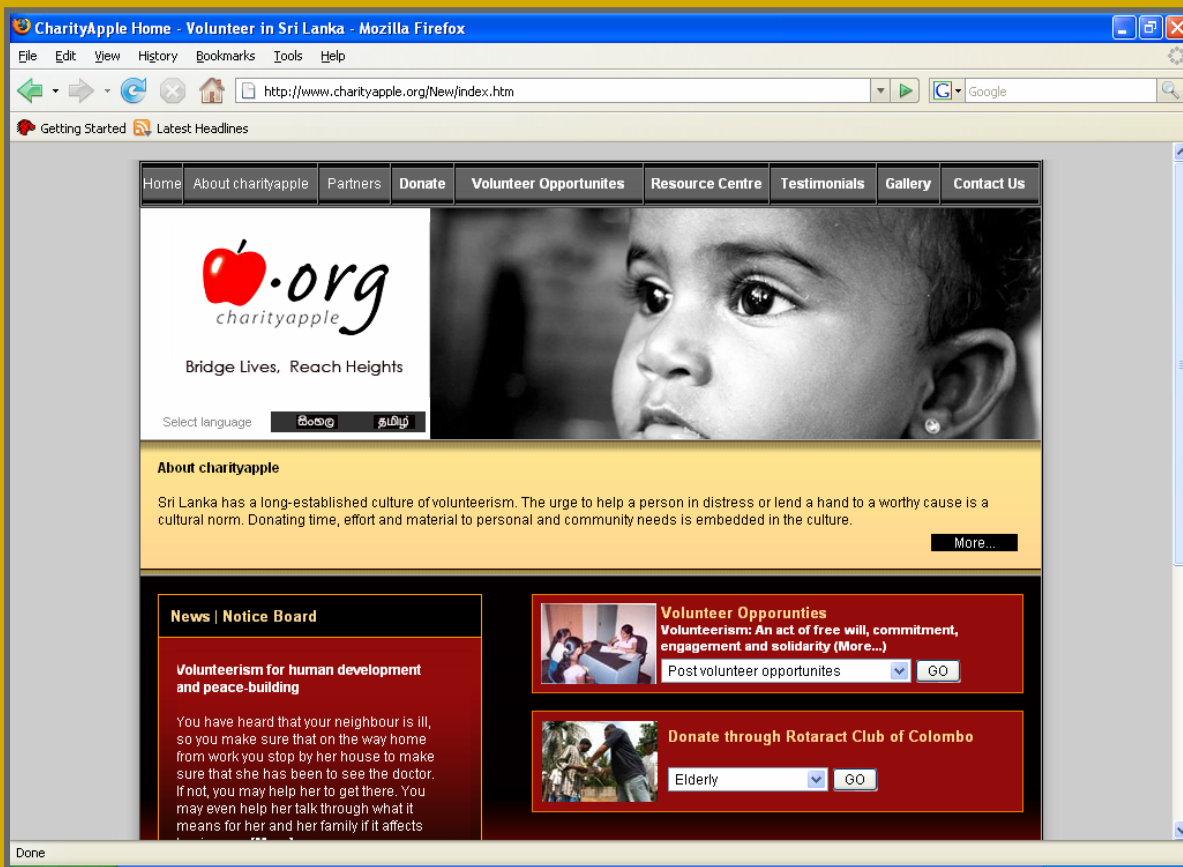 CharityApple Home - Volunteer in Sri Lanka - Mozilla Firefox
File Edit View History Bookmarks Tools Help
http://www.charityapple.org/New/index.htm
G Google
Getting Started Latest Headlines
Home About charityapple Partners Donate Volunteer Opportunites Resource Centre Testimonials Gallery Contact Us
.org
charityapple
Bridge Lives, Reach Heights
Select language සිංහල தமிழ்
About charityapple
Sri Lanka has a long-established culture of volunteerism. The urge to help a person in distress or lend a hand to a worthy cause is a
cultural norm. Donating time, effort and material to personal and community needs is embedded in the culture.
More...
News | Notice Board
Volunteerism for human development
and peace-building
You have heard that your neighbour is ill,
so you make sure that on the way home
from work you stop by her house to make
sure that she has been to see the doctor.
If not, you may help her to get there. You
may even help her talk through what it
means for her and her family if it affects
Volunteer Opporunties
Volunteerism: An act of free will, commitment,
engagement and solidarity (More...)
Post volunteer opportunites GO
Donate through Rotaract Club of Colombo
Elderly GO
Done